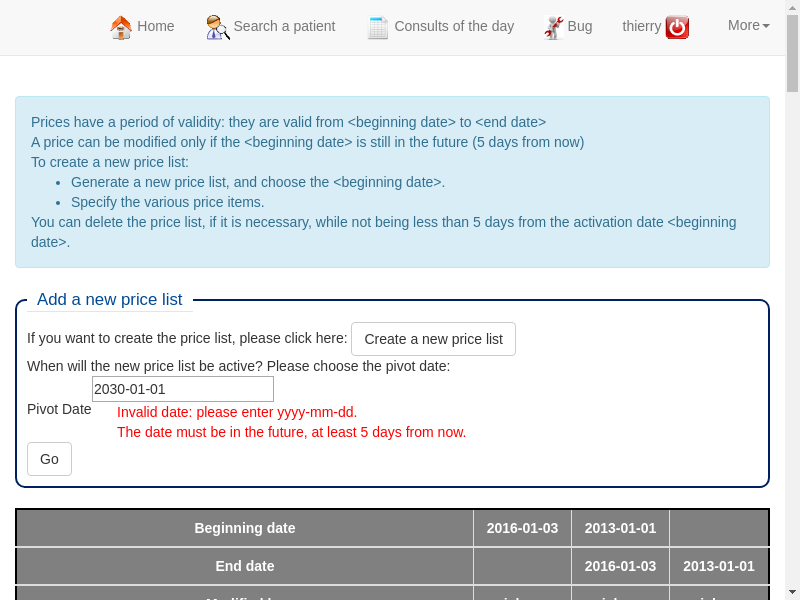 Home Search a patient Consults of the day Bug thierry More
Prices have a period of validity: they are valid from <beginning date> to <end date>
A price can be modified only if the <beginning date> is still in the future (5 days from now)
To create a new price list:
• Generate a new price list, and choose the <beginning date>.
• Specify the various price items.
You can delete the price list, if it is necessary, while not being less than 5 days from the activation date <beginning
date>.
Add a new price list
If you want to create the price list, please click here: Create a new price list
When will the new price list be active? Please choose the pivot date:
2030-01-01
Pivot Date
Invalid date: please enter yyyy-mm-dd.
The date must be in the future, at least 5 days from now.
Go
Beginning date 2016-01-03 2013-01-01
End date 2016-01-03 2013-01-01